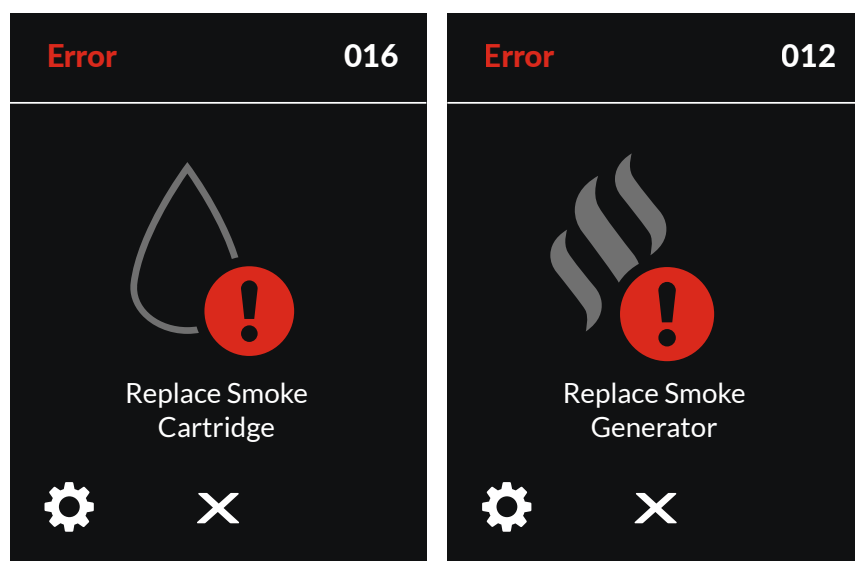 Error 016
Replace Smoke
Cartridge
Error 012
Replace Smoke
Generator